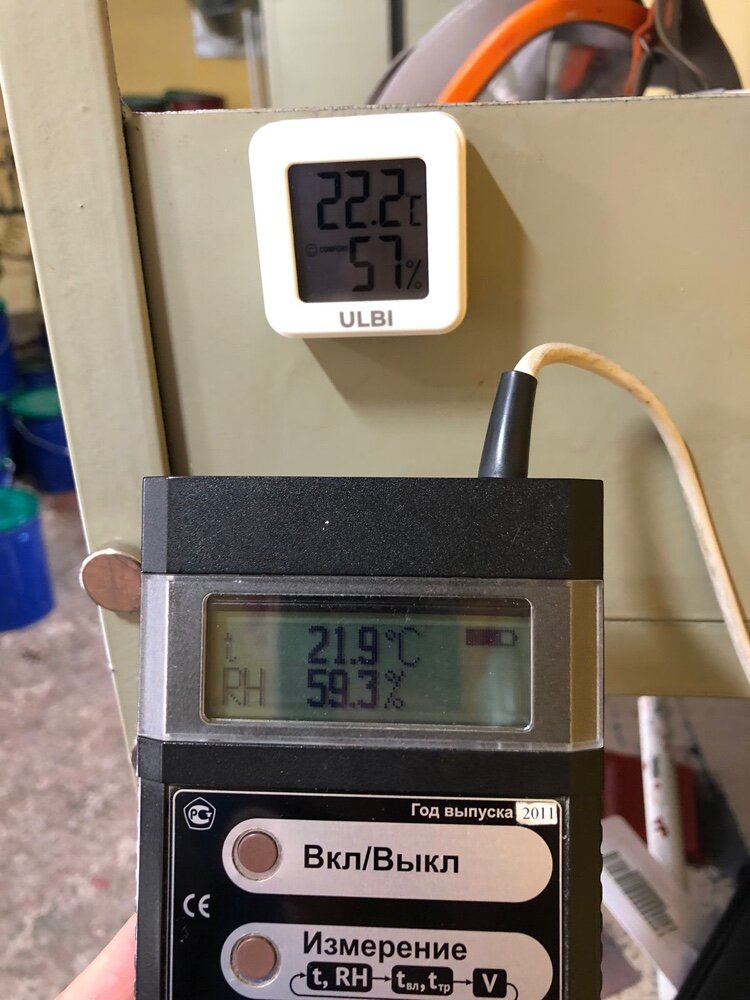 22.2°C
COMFORT 57%
ULBI
t 21.9°C
RH 59.3%
Год выпуска 2011
РСТ
Вкл/Выкл
CE
Измерение
t, RH → tвл, tтр → V